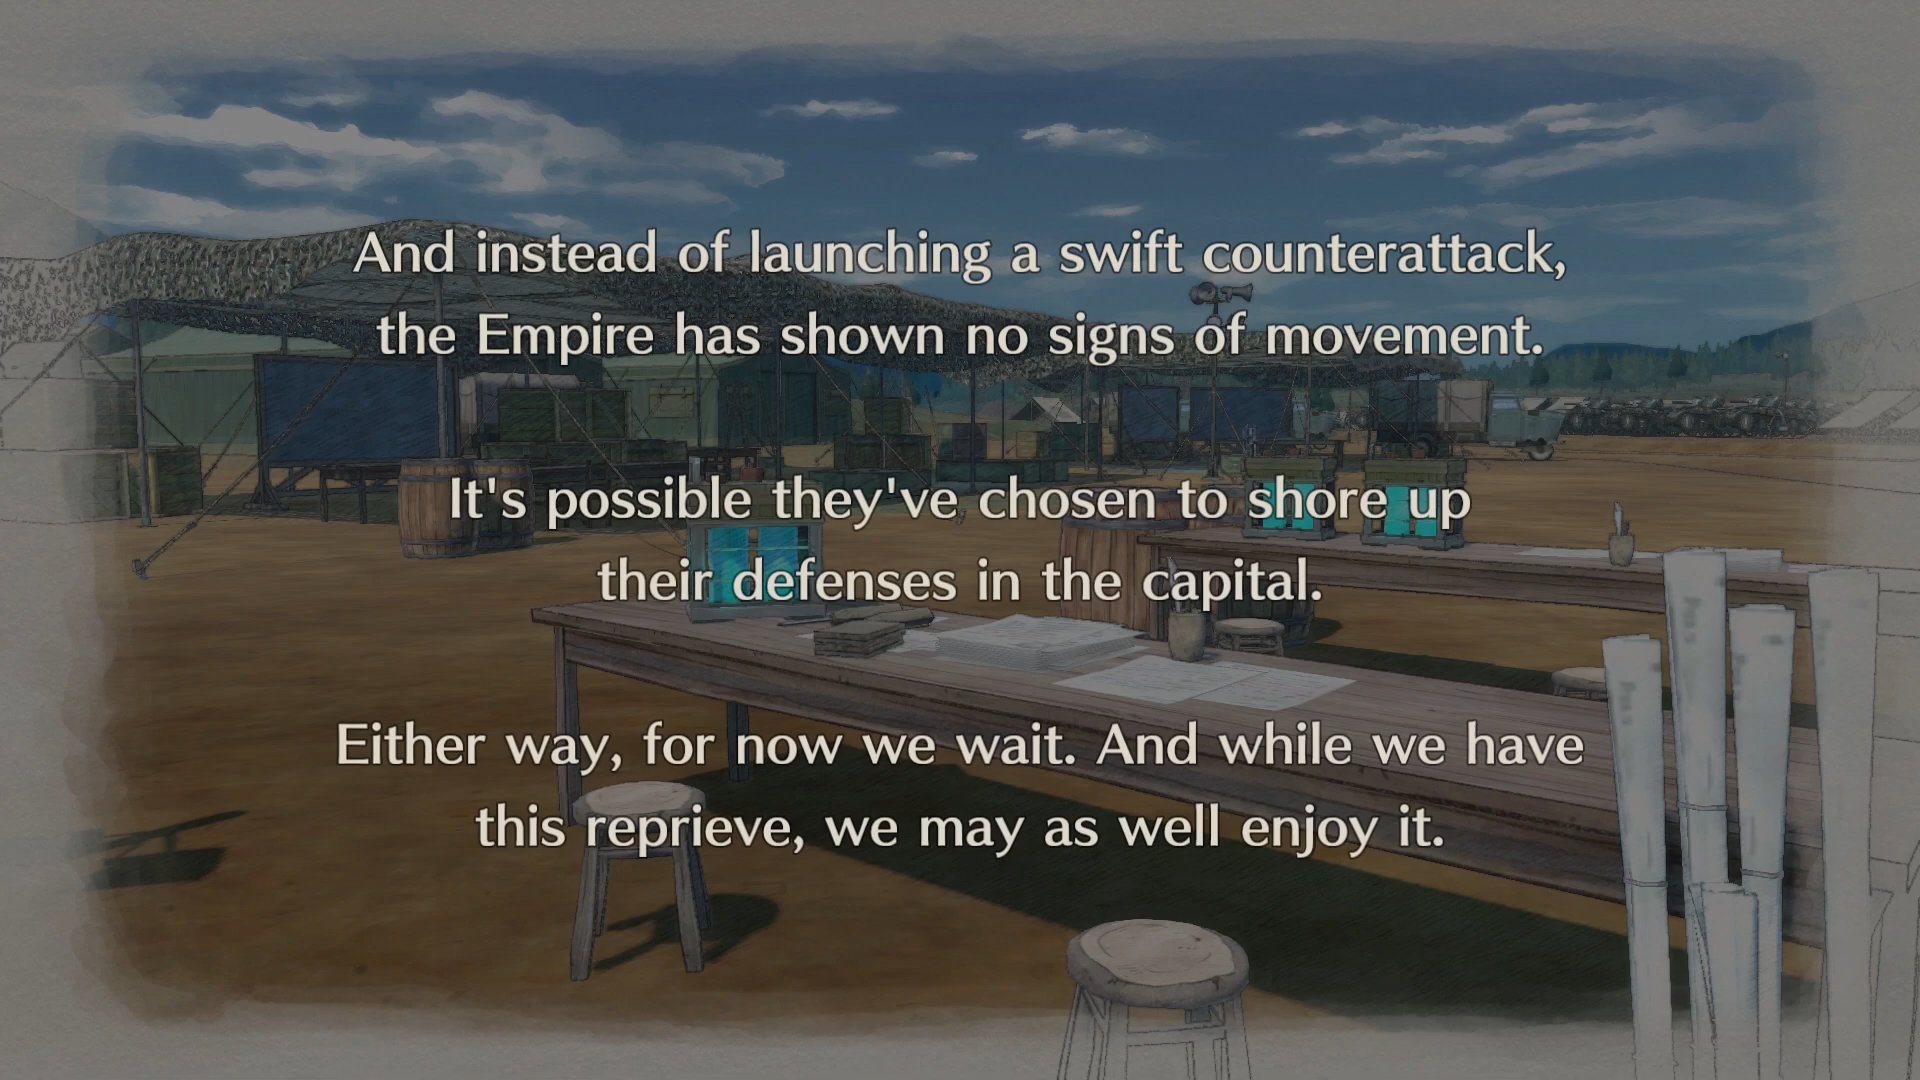 And instead of launching a swift counterattack,
the Empire has shown no signs of movement.
It's possible they've chosen to shore up
their defenses in the capital.
Either way, for now we wait. And while we have
this reprieve, we may as well enjoy it.